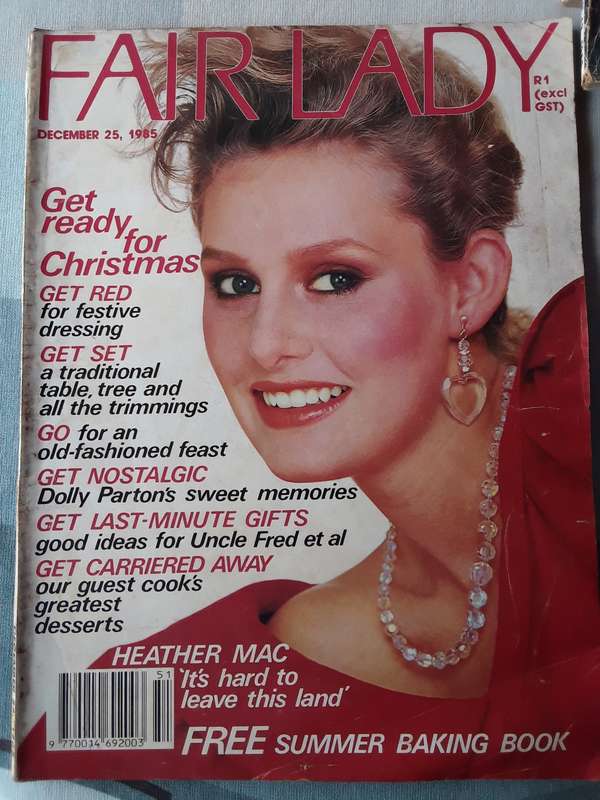 FAIR LADY
R1
(excl
GST)
DECEMBER 25, 1985
Get
ready
for
Christmas
GET RED
for festive
dressing
GET SET
a traditional
table, tree and
all the trimmings
GO for an
old-fashioned feast
GET NOSTALGIC
Dolly Parton's sweet memories
GET LAST-MINUTE GIFTS
good ideas for Uncle Fred et al
GET CARRIERED AWAY
our guest cook's
greatest
desserts
HEATHER MAC
'It's hard to
leave this land'
51
9 770014 692003
FREE SUMMER BAKING BOOK